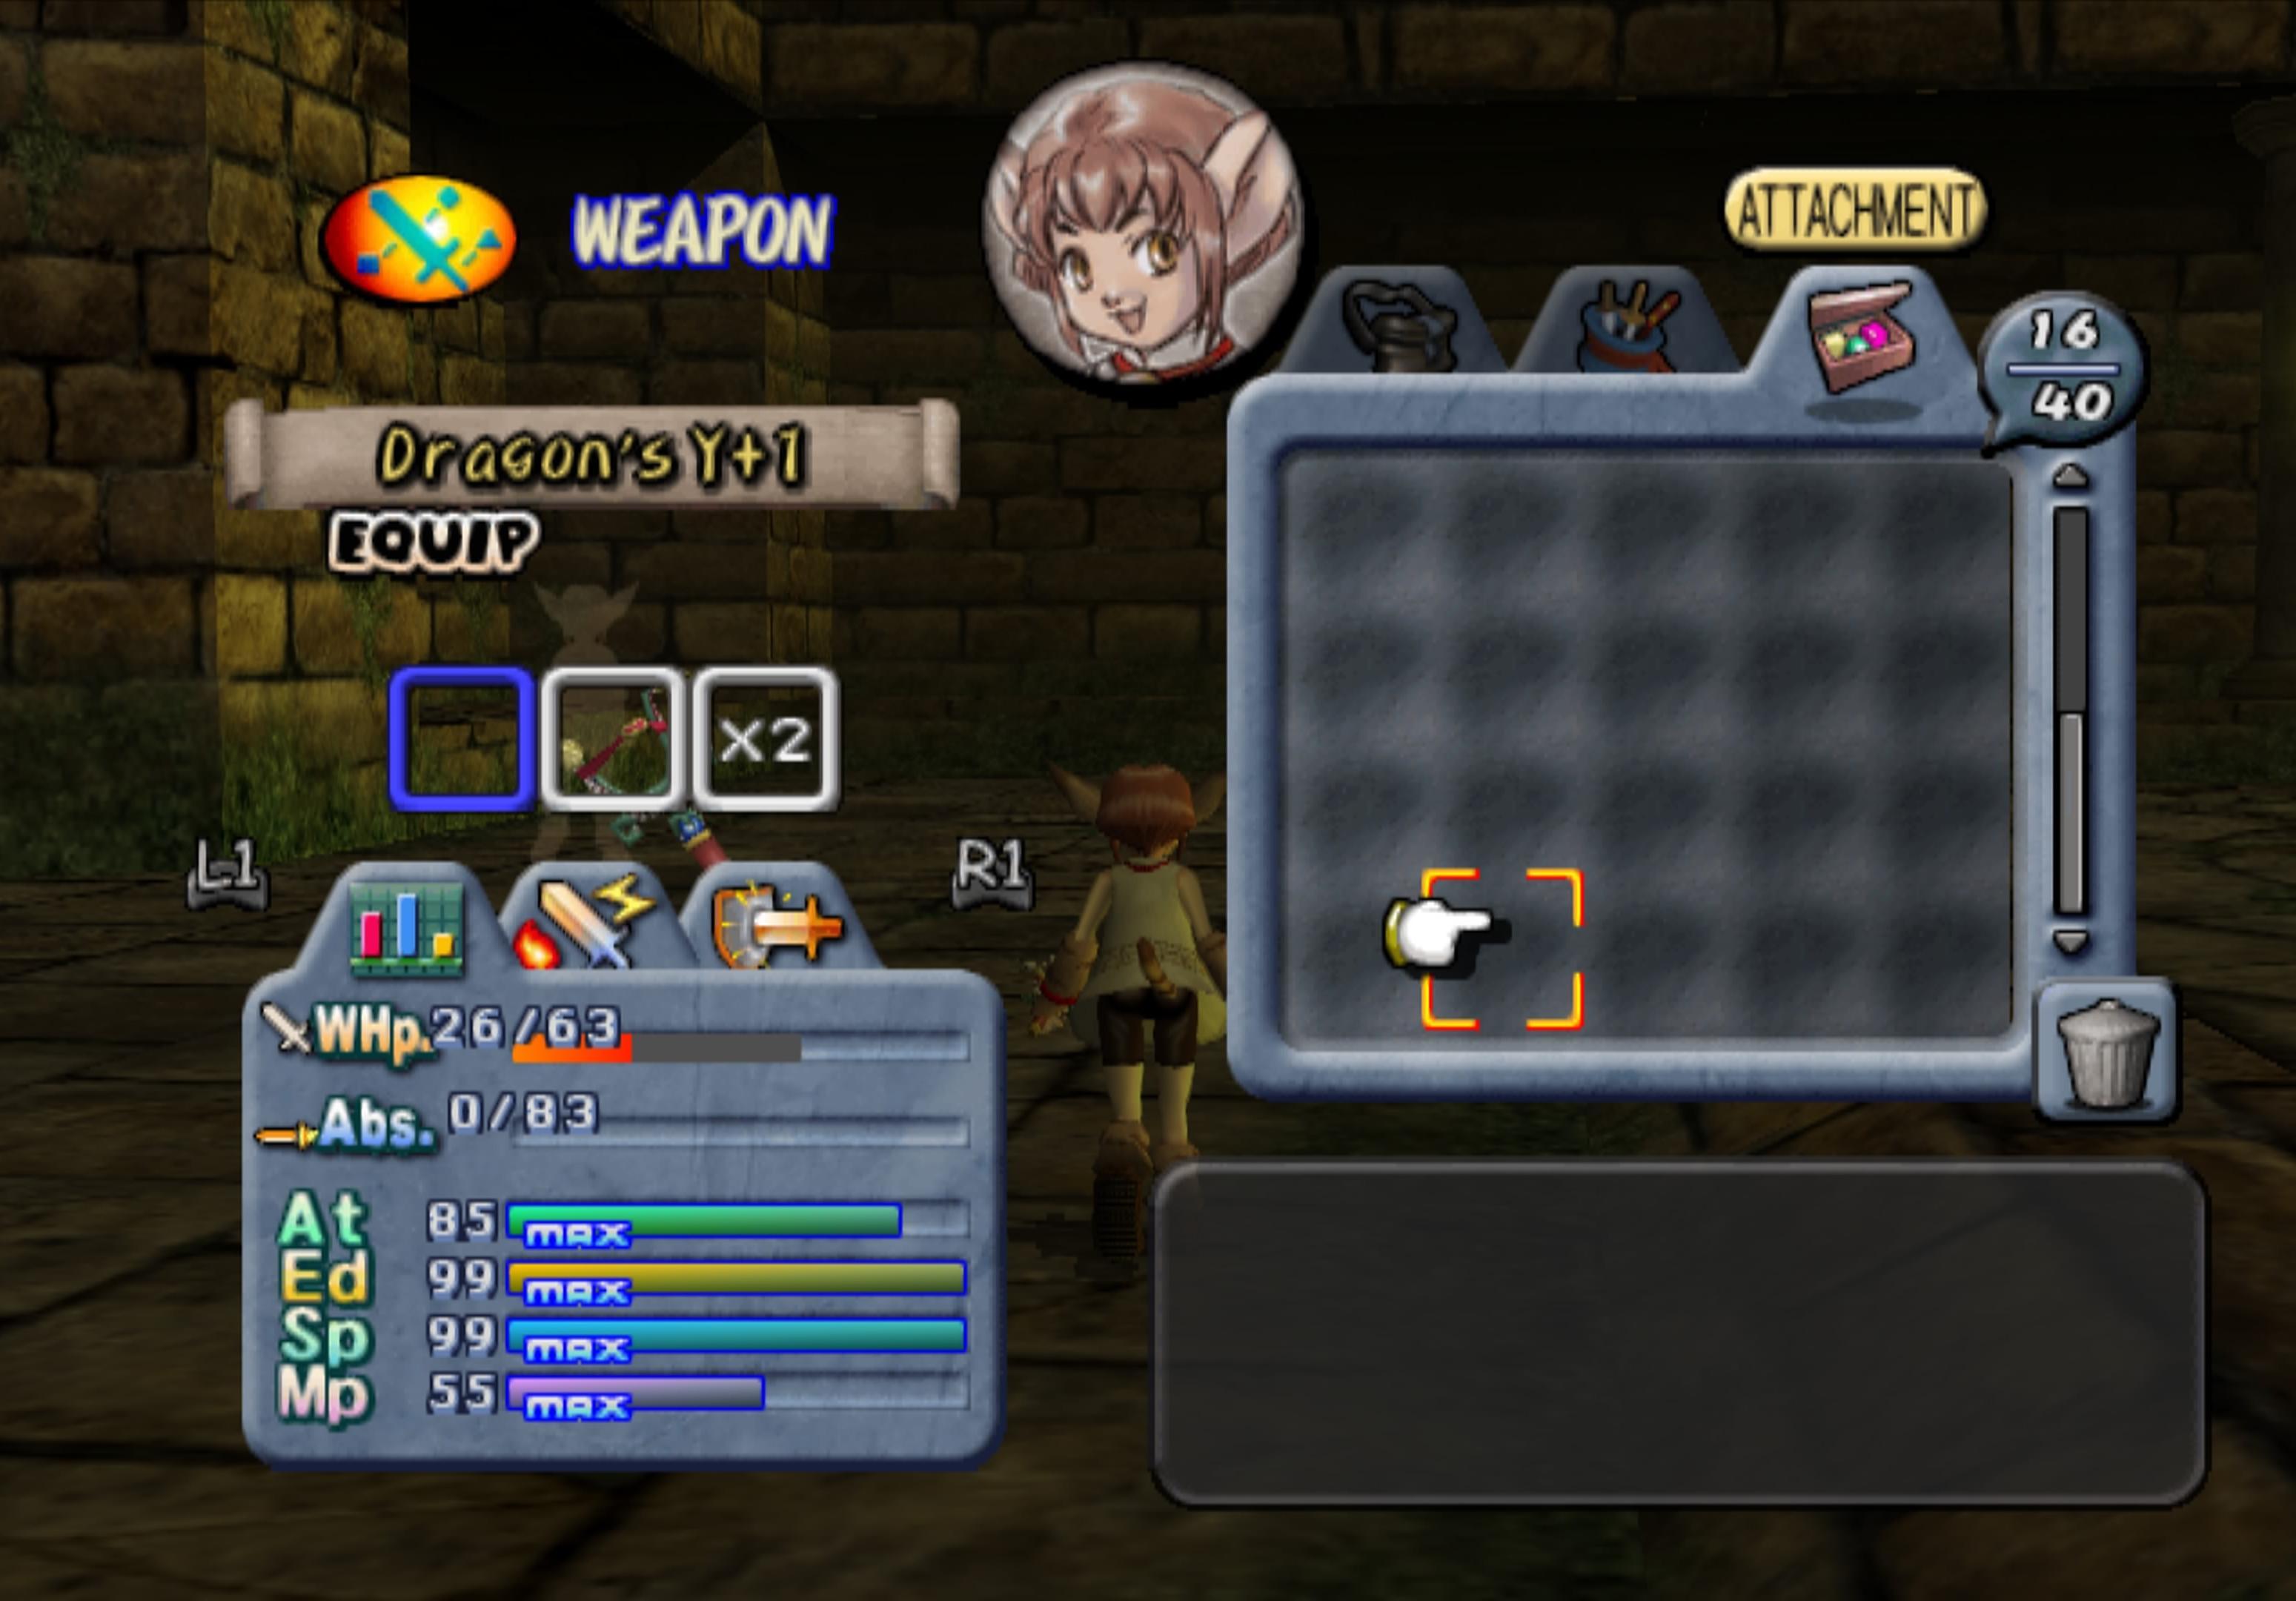 WEAPON
ATTACHMENT
16
40
Dragon's Y+1
EQUIP
X2
L1
R1
WHp. 26/63
Abs. 0/83
At 85 max
Ed 99 max
Sp 99 max
Mp 55 max